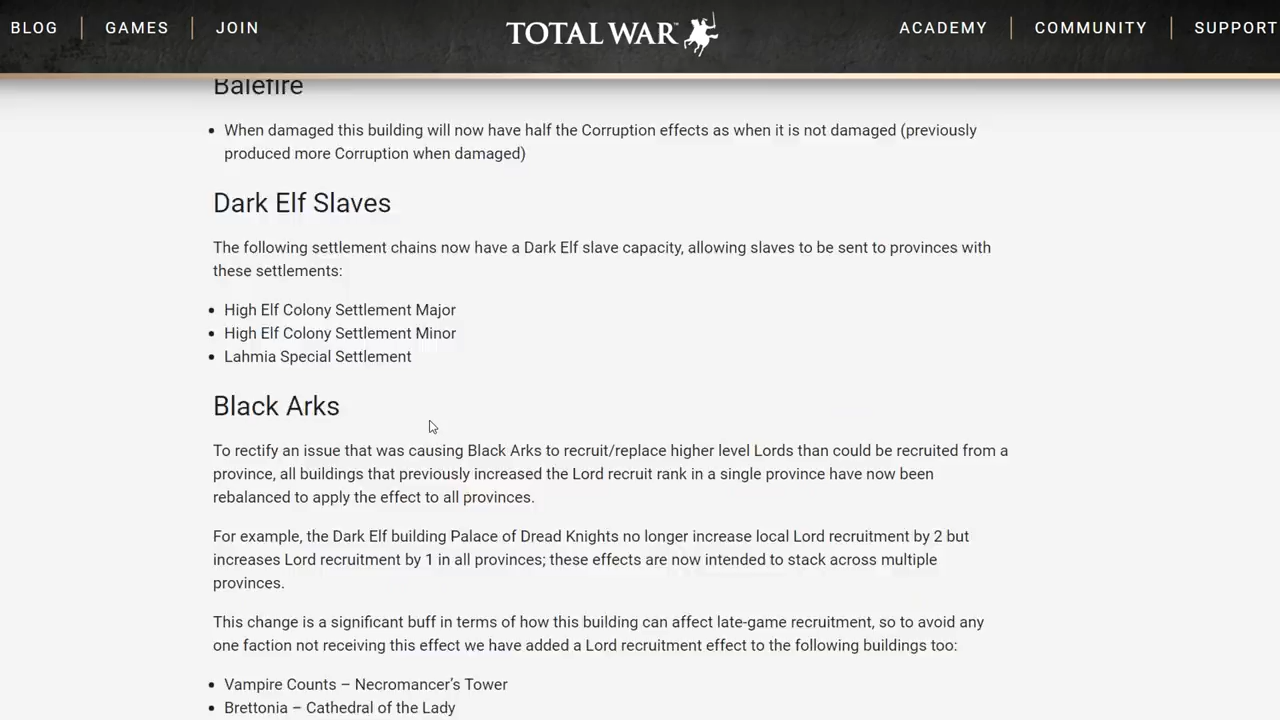 BLOG GAMES JOIN TOTAL WAR™ ACADEMY COMMUNITY SUPPORT
Balefire
• When damaged this building will now have half the Corruption effects as when it is not damaged (previously
produced more Corruption when damaged)
Dark Elf Slaves
The following settlement chains now have a Dark Elf slave capacity, allowing slaves to be sent to provinces with
these settlements:
• High Elf Colony Settlement Major
• High Elf Colony Settlement Minor
• Lahmia Special Settlement
Black Arks
To rectify an issue that was causing Black Arks to recruit/replace higher level Lords than could be recruited from a
province, all buildings that previously increased the Lord recruit rank in a single province have now been
rebalanced to apply the effect to all provinces.
For example, the Dark Elf building Palace of Dread Knights no longer increase local Lord recruitment by 2 but
increases Lord recruitment by 1 in all provinces; these effects are now intended to stack across multiple
provinces.
This change is a significant buff in terms of how this building can affect late-game recruitment, so to avoid any
one faction not receiving this effect we have added a Lord recruitment effect to the following buildings too:
• Vampire Counts – Necromancer’s Tower
• Brettonia – Cathedral of the Lady